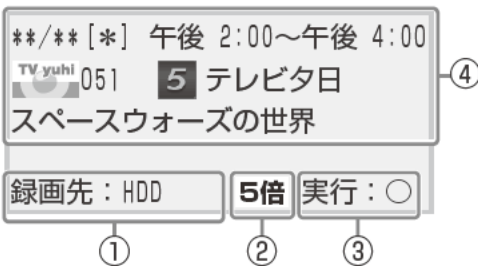 **/**[*] 午後 2:00～午後 4:00
TV yuhi 051 5 テレビタ日
スペースウォーズの世界
④
録画先：HDD 5倍 実行：○
① ② ③